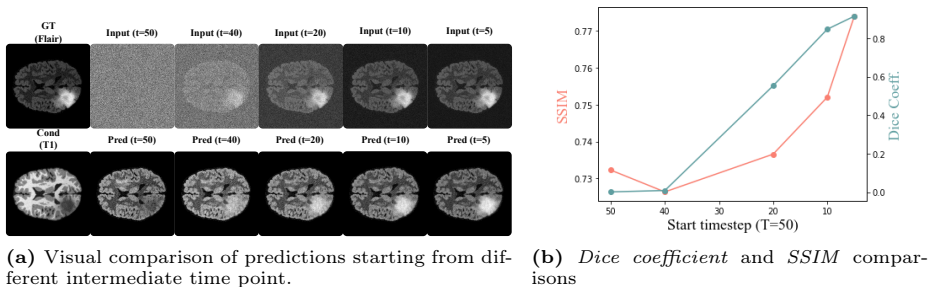 GT
(Flair)
Input (t=50)
Input (t=40)
Input (t=20)
Input (t=10)
Input (t=5)
Cond
(T1)
Pred (t=50)
Pred (t=40)
Pred (t=20)
Pred (t=10)
Pred (t=5)
(a) Visual comparison of predictions starting from dif-
ferent intermediate time point.
SSIM
0.77
0.76
0.75
0.74
0.73
50
40
20
10
Start timestep (T=50)
0.8
0.6
0.4
0.2
0.0
Dice Coeff.
(b) Dice coefficient and SSIM compar-
isons